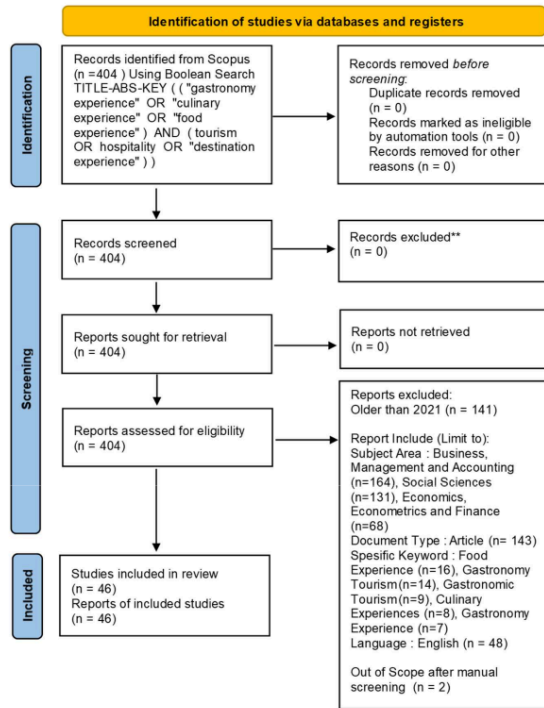 Identification of studies via databases and registers
Identification
Records identified from Scopus
(n =404 ) Using Boolean Search
TITLE-ABS-KEY ( ( "gastronomy
experience" OR "culinary
experience" OR "food
experience" ) AND ( tourism
OR hospitality OR "destination
experience" ) )
Records removed before
screening:
Duplicate records removed
(n = 0)
Records marked as ineligible
by automation tools (n = 0)
Records removed for other
reasons (n = 0)
Screening
Records screened
(n = 404)
Records excluded**
(n = 0)
Reports sought for retrieval
(n = 404)
Reports not retrieved
(n = 0)
Reports assessed for eligibility
(n = 404)
Reports excluded:
Older than 2021 (n = 141)
Report Include (Limit to):
Subject Area : Business,
Management and Accounting
(n=164), Social Sciences
(n=131), Economics,
Econometrics and Finance
(n=68)
Document Type : Article (n= 143)
Spesific Keyword : Food
Experience (n=16), Gastronomy
Tourism(n=14), Gastronomic
Tourism(n=9), Culinary
Experiences (n=8), Gastronomy
Experience (n=7)
Language : English (n = 48)
Out of Scope after manual
screening (n = 2)
Included
Studies included in review
(n = 46)
Reports of included studies
(n = 46)